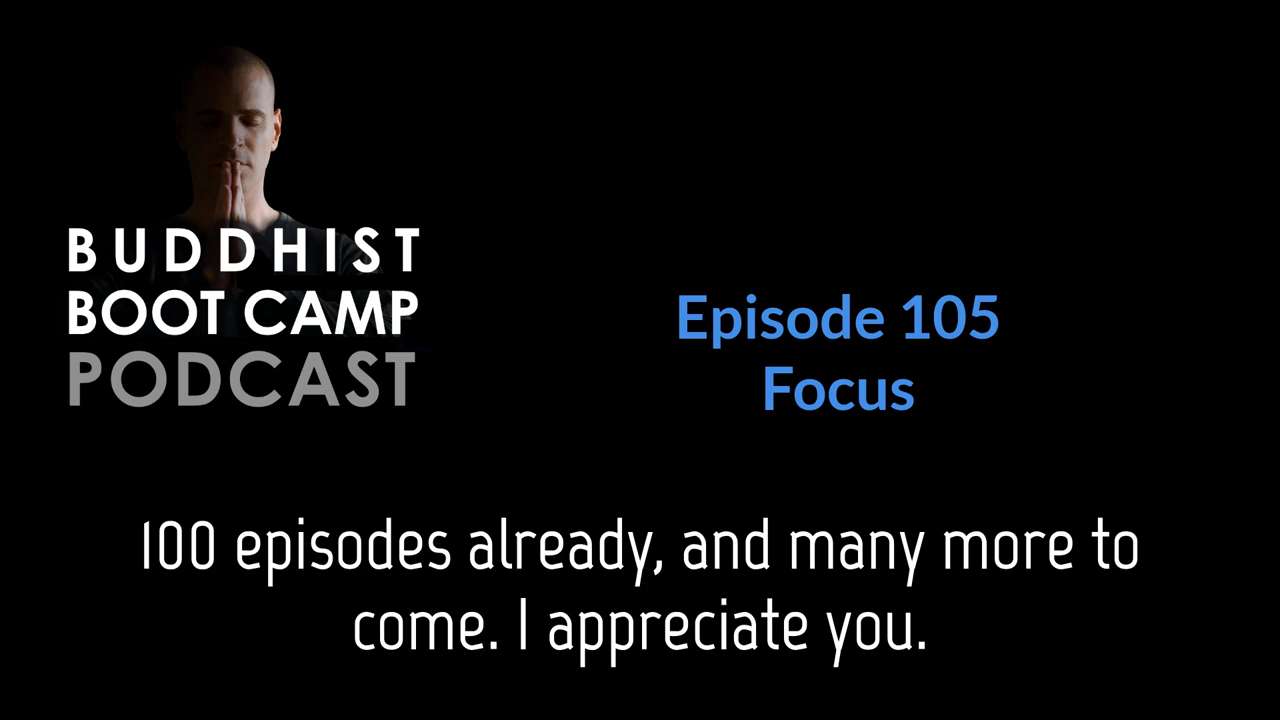 BUDDHIST
BOOT CAMP
PODCAST
Episode 105
Focus
100 episodes already, and many more to
come. I appreciate you.